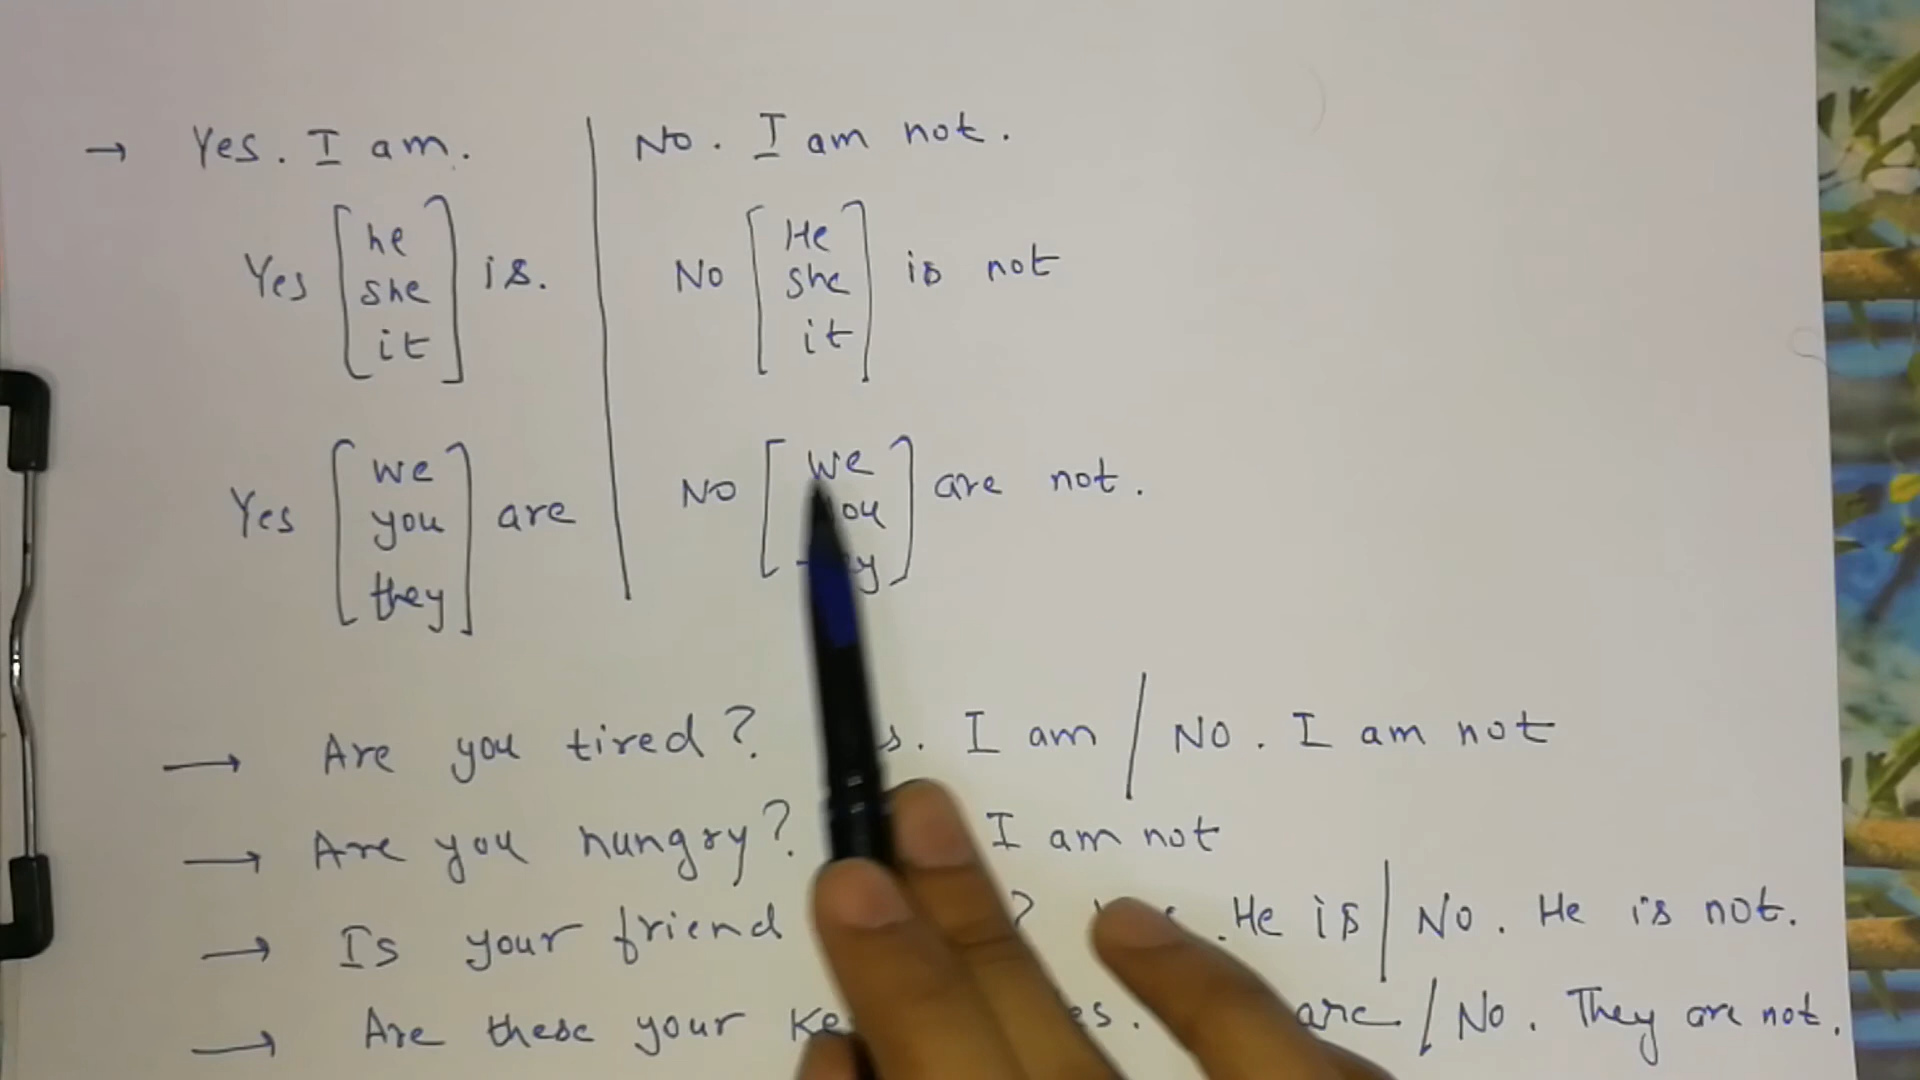 → Yes. I am. | No. I am not.
Yes [he she it] is. | No [He she it] is not
Yes [we you they] are | No [We] are not.
→ Are you tired? I am / No. I am not
→ Are you hungry? I am not
→ Is your friend ? He is / No. He is not.
→ Are these your are / No. They are not.